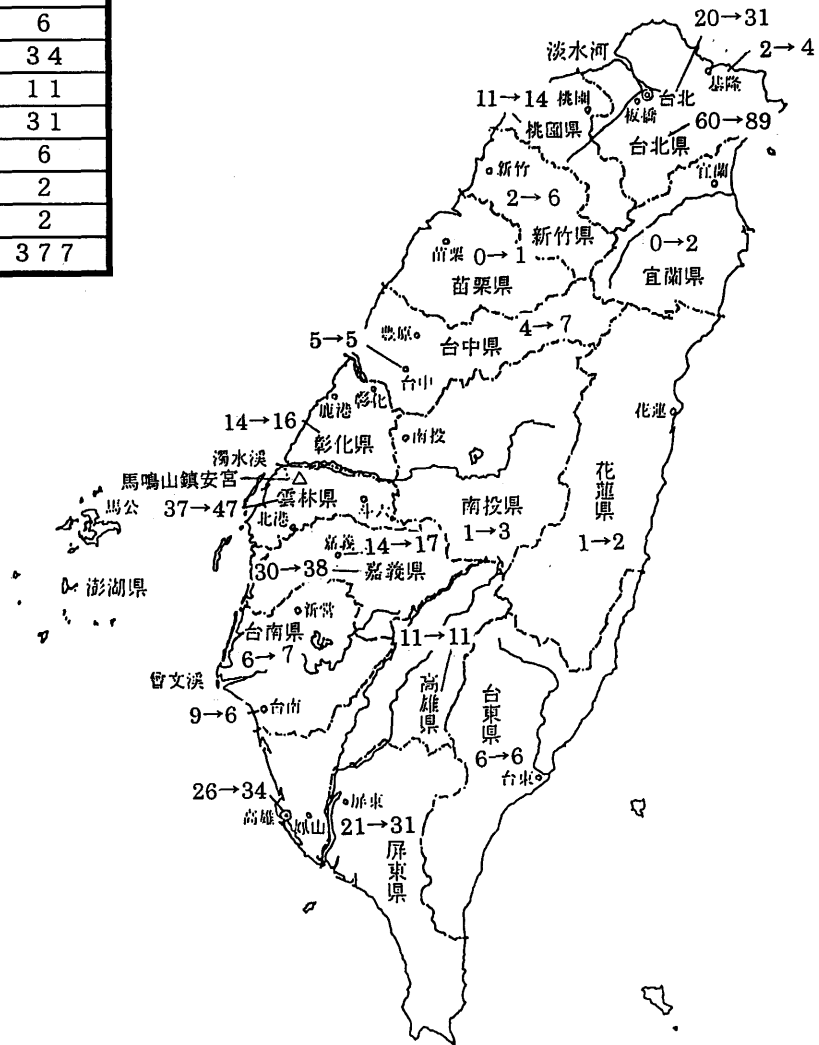 6
34
11
31
6
2
2
377
20→31
淡水河
2→4
基隆
台北
板橋
11→14
桃園
桃園県
60→89
台北県
新竹
宜蘭
2→6
新竹県
0→2
宜蘭県
苗栗
0→1
苗栗県
4→7
豊原
台中県
5→5
台中
鹿港
彰化
14→16
彰化県
南投
花蓮
濁水渓
馬鳴山鎮安宮
雲林県
37→47
斗六
北港
馬公
南投県
1→3
花蓮県
1→2
嘉義
14→17
30→38
嘉義県
澎湖県
新営
台南県
6→7
11→11
曾文渓
高雄県
台東県
9→6
台南
6→6
台東
26→34
高雄
鳳山
屏東
21→31
屏東県